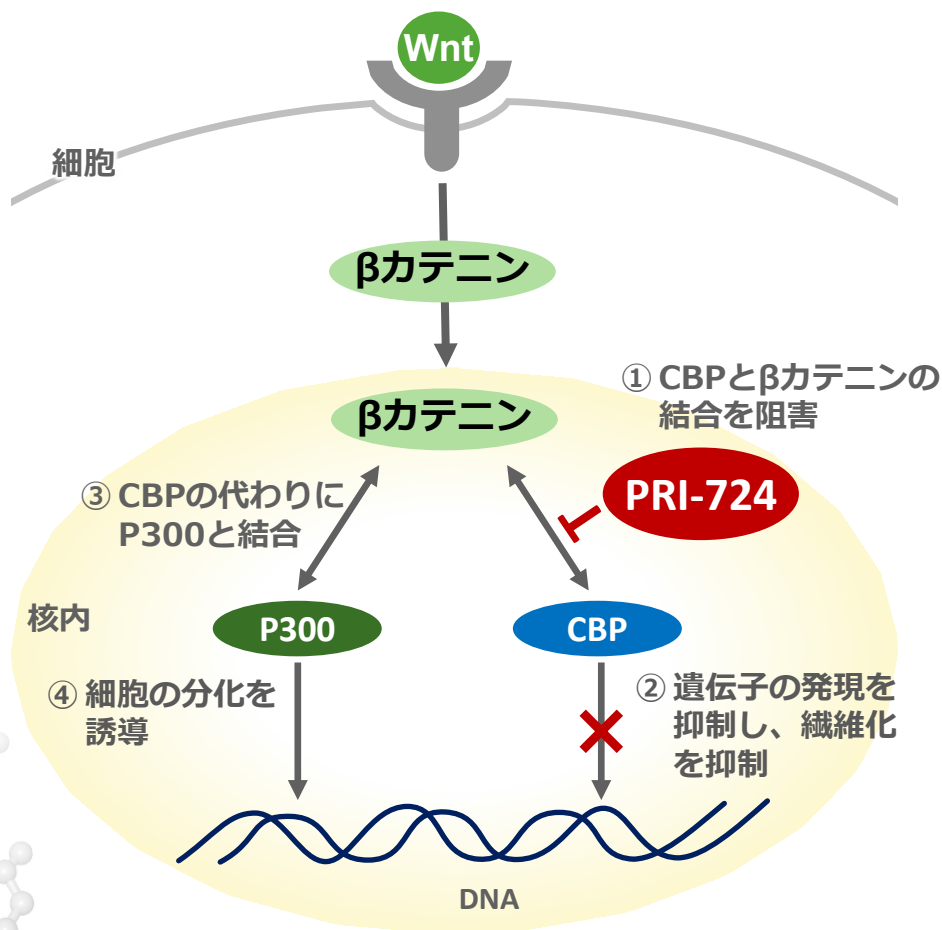 Wnt
細胞
βカテニン
βカテニン
① CBPとβカテニンの
結合を阻害
PRI-724
③ CBPの代わりに
P300と結合
核内
P300
CBP
④ 細胞の分化を
誘導
② 遺伝子の発現を
抑制し、繊維化
を抑制
DNA